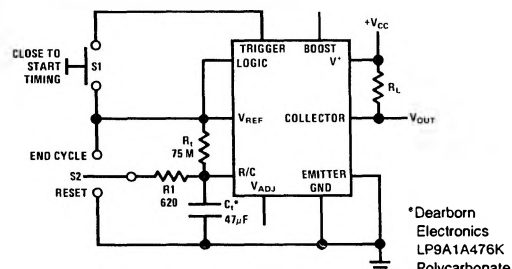 +VCC
TRIGGER BOOST
LOGIC V+
CLOSE TO
START
TIMING
S1
RL
VREF COLLECTOR VOUT
Rt
75 M
END CYCLE
S2
R/C EMITTER
R1
620
VADJ GND
RESET
Ct*
47μF
*Dearborn
Electronics
LP9A1A476K
Polycarbonate